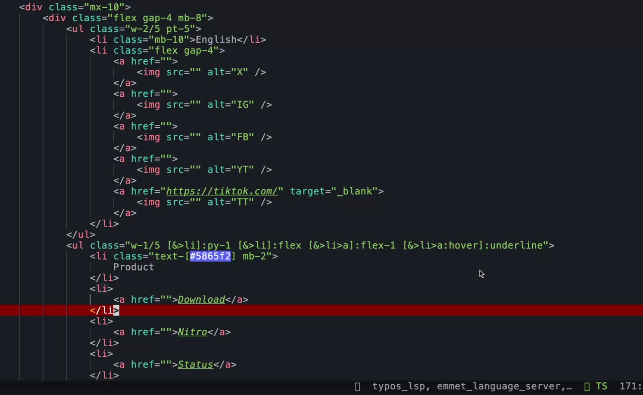 <div class="mx-10">
<div class="flex gap-4 mb-8">
<ul class="w-2/5 pt-5">
<li class="mb-10">English</li>
<li class="flex gap-4">
<a href="">
<img src="" alt="X" />
</a>
<a href="">
<img src="" alt="IG" />
</a>
<a href="">
<img src="" alt="FB" />
</a>
<a href="">
<img src="" alt="YT" />
</a>
<a href="https://tiktok.com/" target="_blank">
<img src="" alt="TT" />
</a>
</li>
</ul>
<ul class="w-1/5 [&>li]:py-1 [&>li]:flex [&>li>a]:flex-1 [&>li>a:hover]:underline">
<li class="text-[#5865f2] mb-2">
Product
</li>
<li>
<a href="">Download</a>
</li>
<li>
<a href="">Nitro</a>
</li>
<li>
<a href="">Status</a>
</li>
typos_lsp, emmet_language_server,… TS 171: